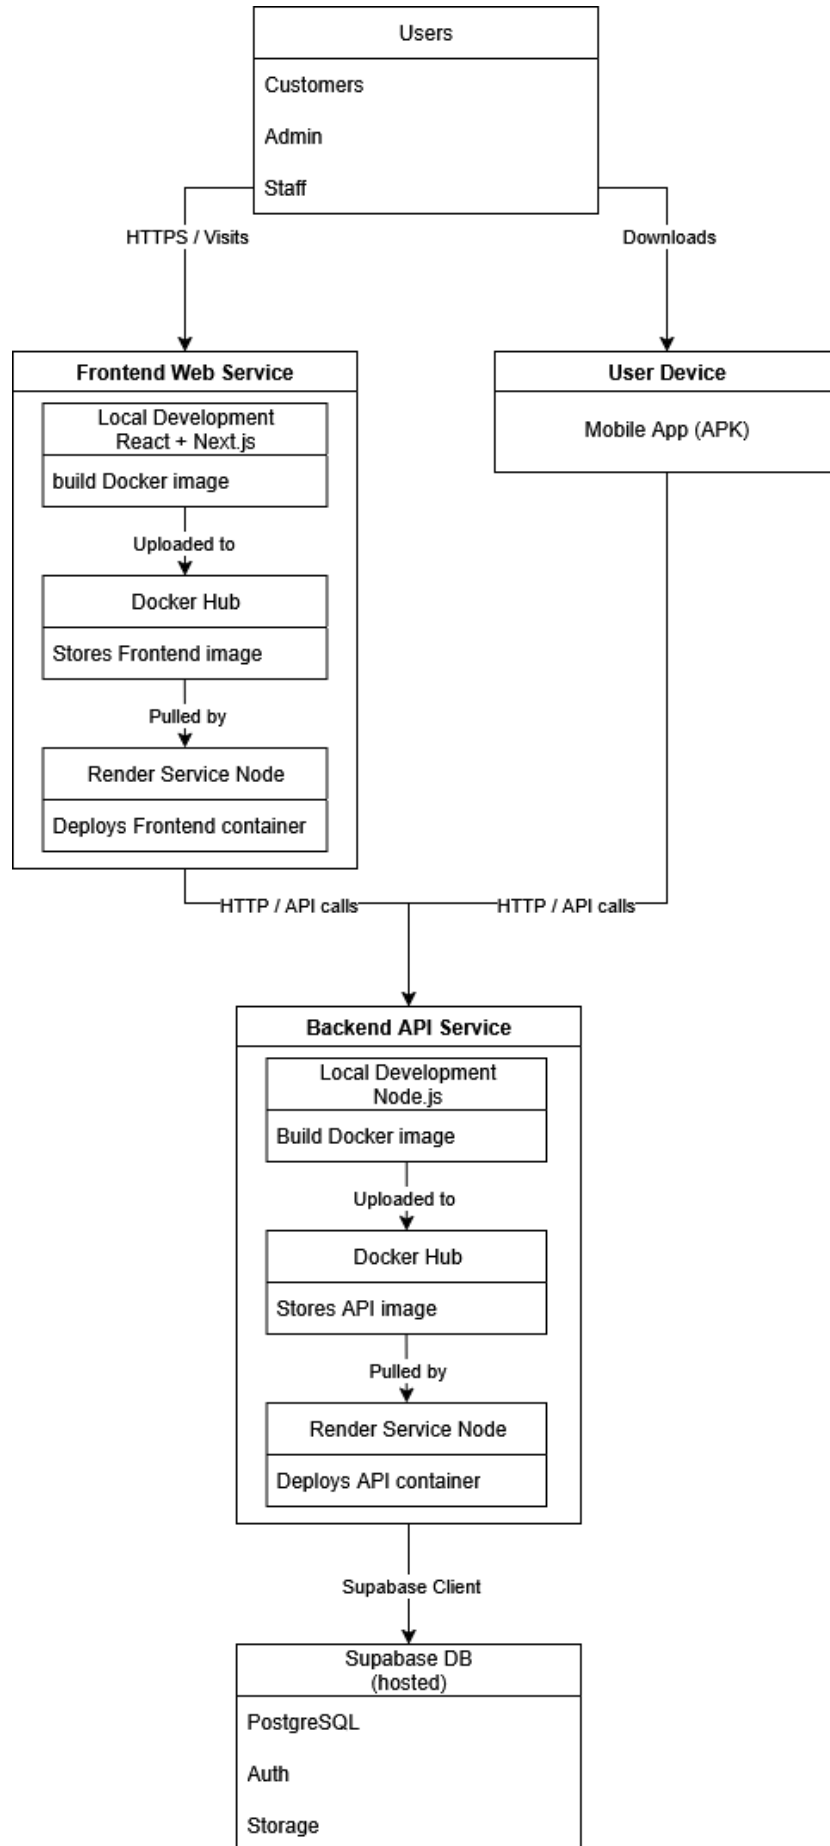 Users
Customers
Admin
Staff
HTTPS / Visits
Downloads
Frontend Web Service
Local Development
React + Next.js
build Docker image
Uploaded to
Docker Hub
Stores Frontend image
Pulled by
Render Service Node
Deploys Frontend container
User Device
Mobile App (APK)
HTTP / API calls
HTTP / API calls
Backend API Service
Local Development
Node.js
Build Docker image
Uploaded to
Docker Hub
Stores API image
Pulled by
Render Service Node
Deploys API container
Supabase Client
Supabase DB
(hosted)
PostgreSQL
Auth
Storage